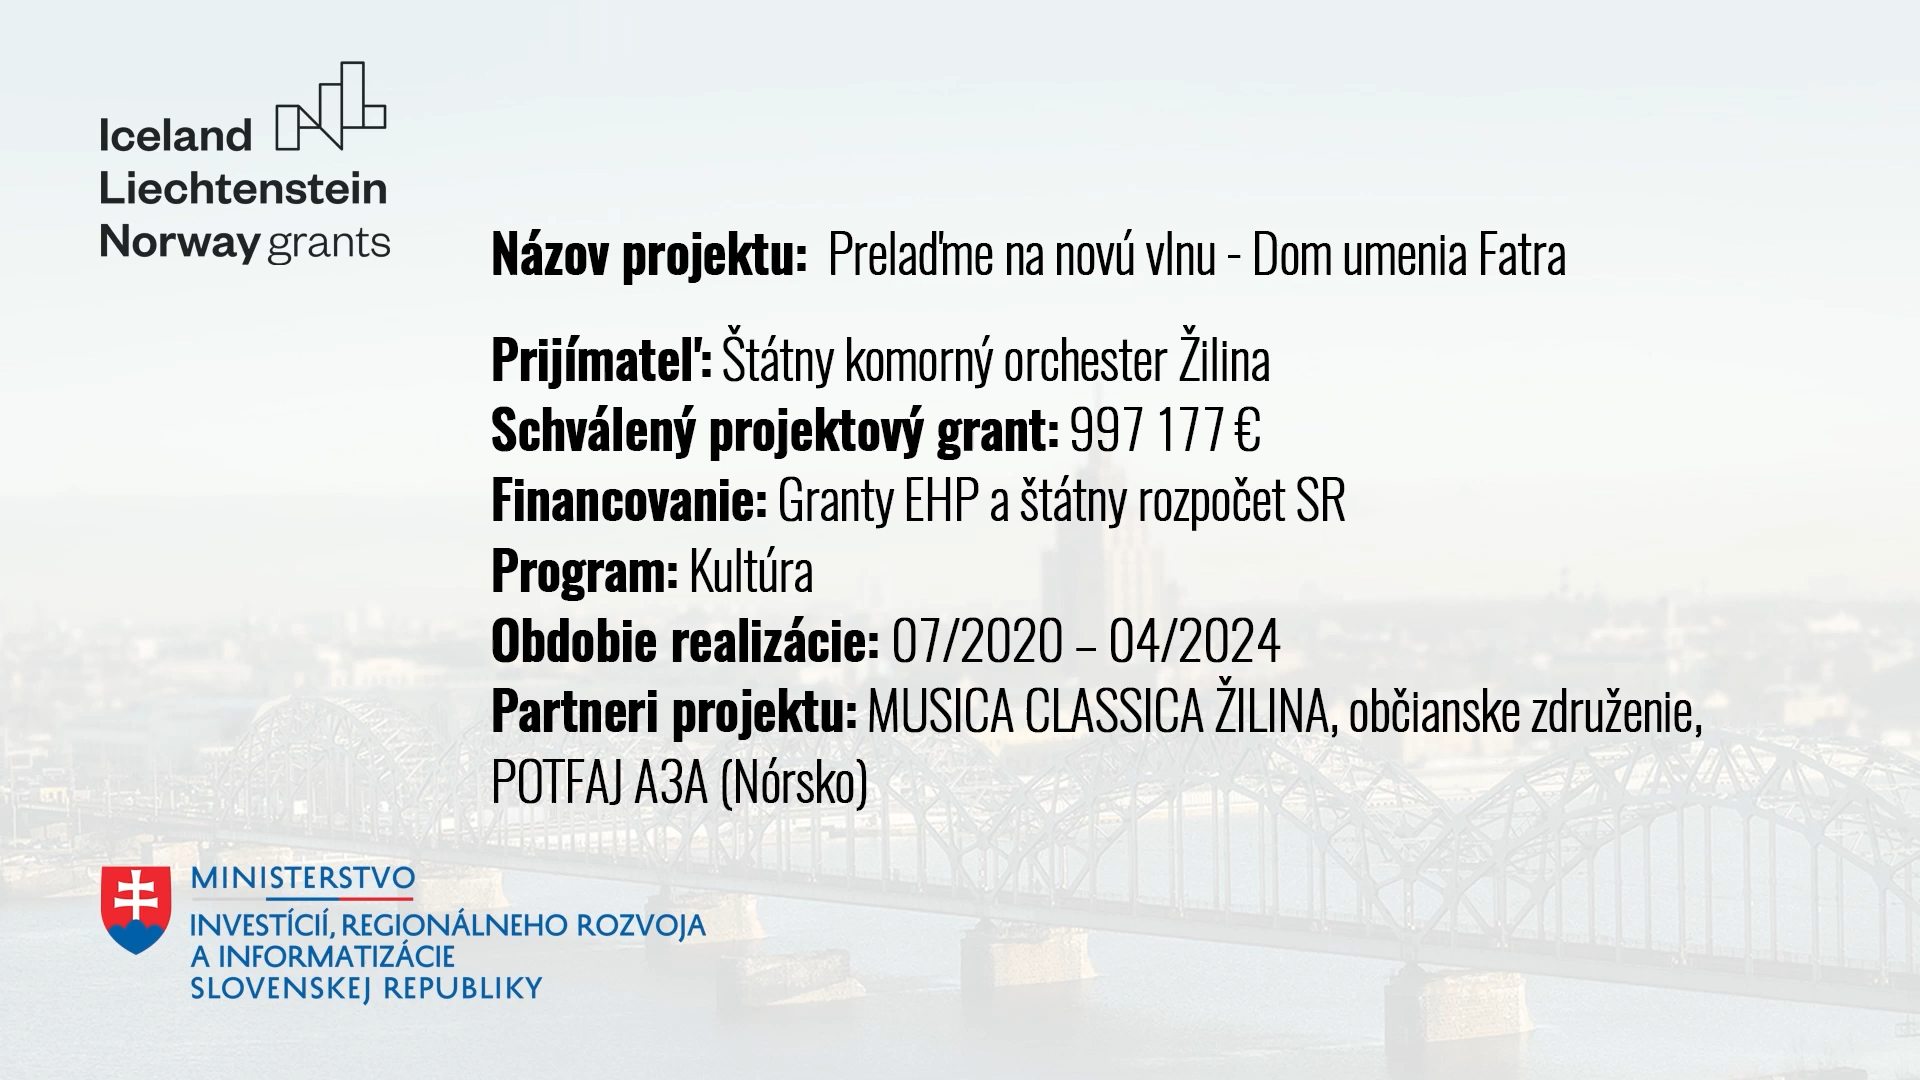 Iceland
Liechtenstein
Norway grants
Názov projektu: Prelaďme na novú vlnu - Dom umenia Fatra
Prijímateľ: Štátny komorný orchester Žilina
Schválený projektový grant: 997 177 €
Financovanie: Granty EHP a štátny rozpočet SR
Program: Kultúra
Obdobie realizácie: 07/2020 – 04/2024
Partneri projektu: MUSICA CLASSICA ŽILINA, občianske združenie,
POTFAJ A3A (Nórsko)
MINISTERSTVO
INVESTÍCIÍ, REGIONÁLNEHO ROZVOJA
A INFORMATIZÁCIE
SLOVENSKEJ REPUBLIKY